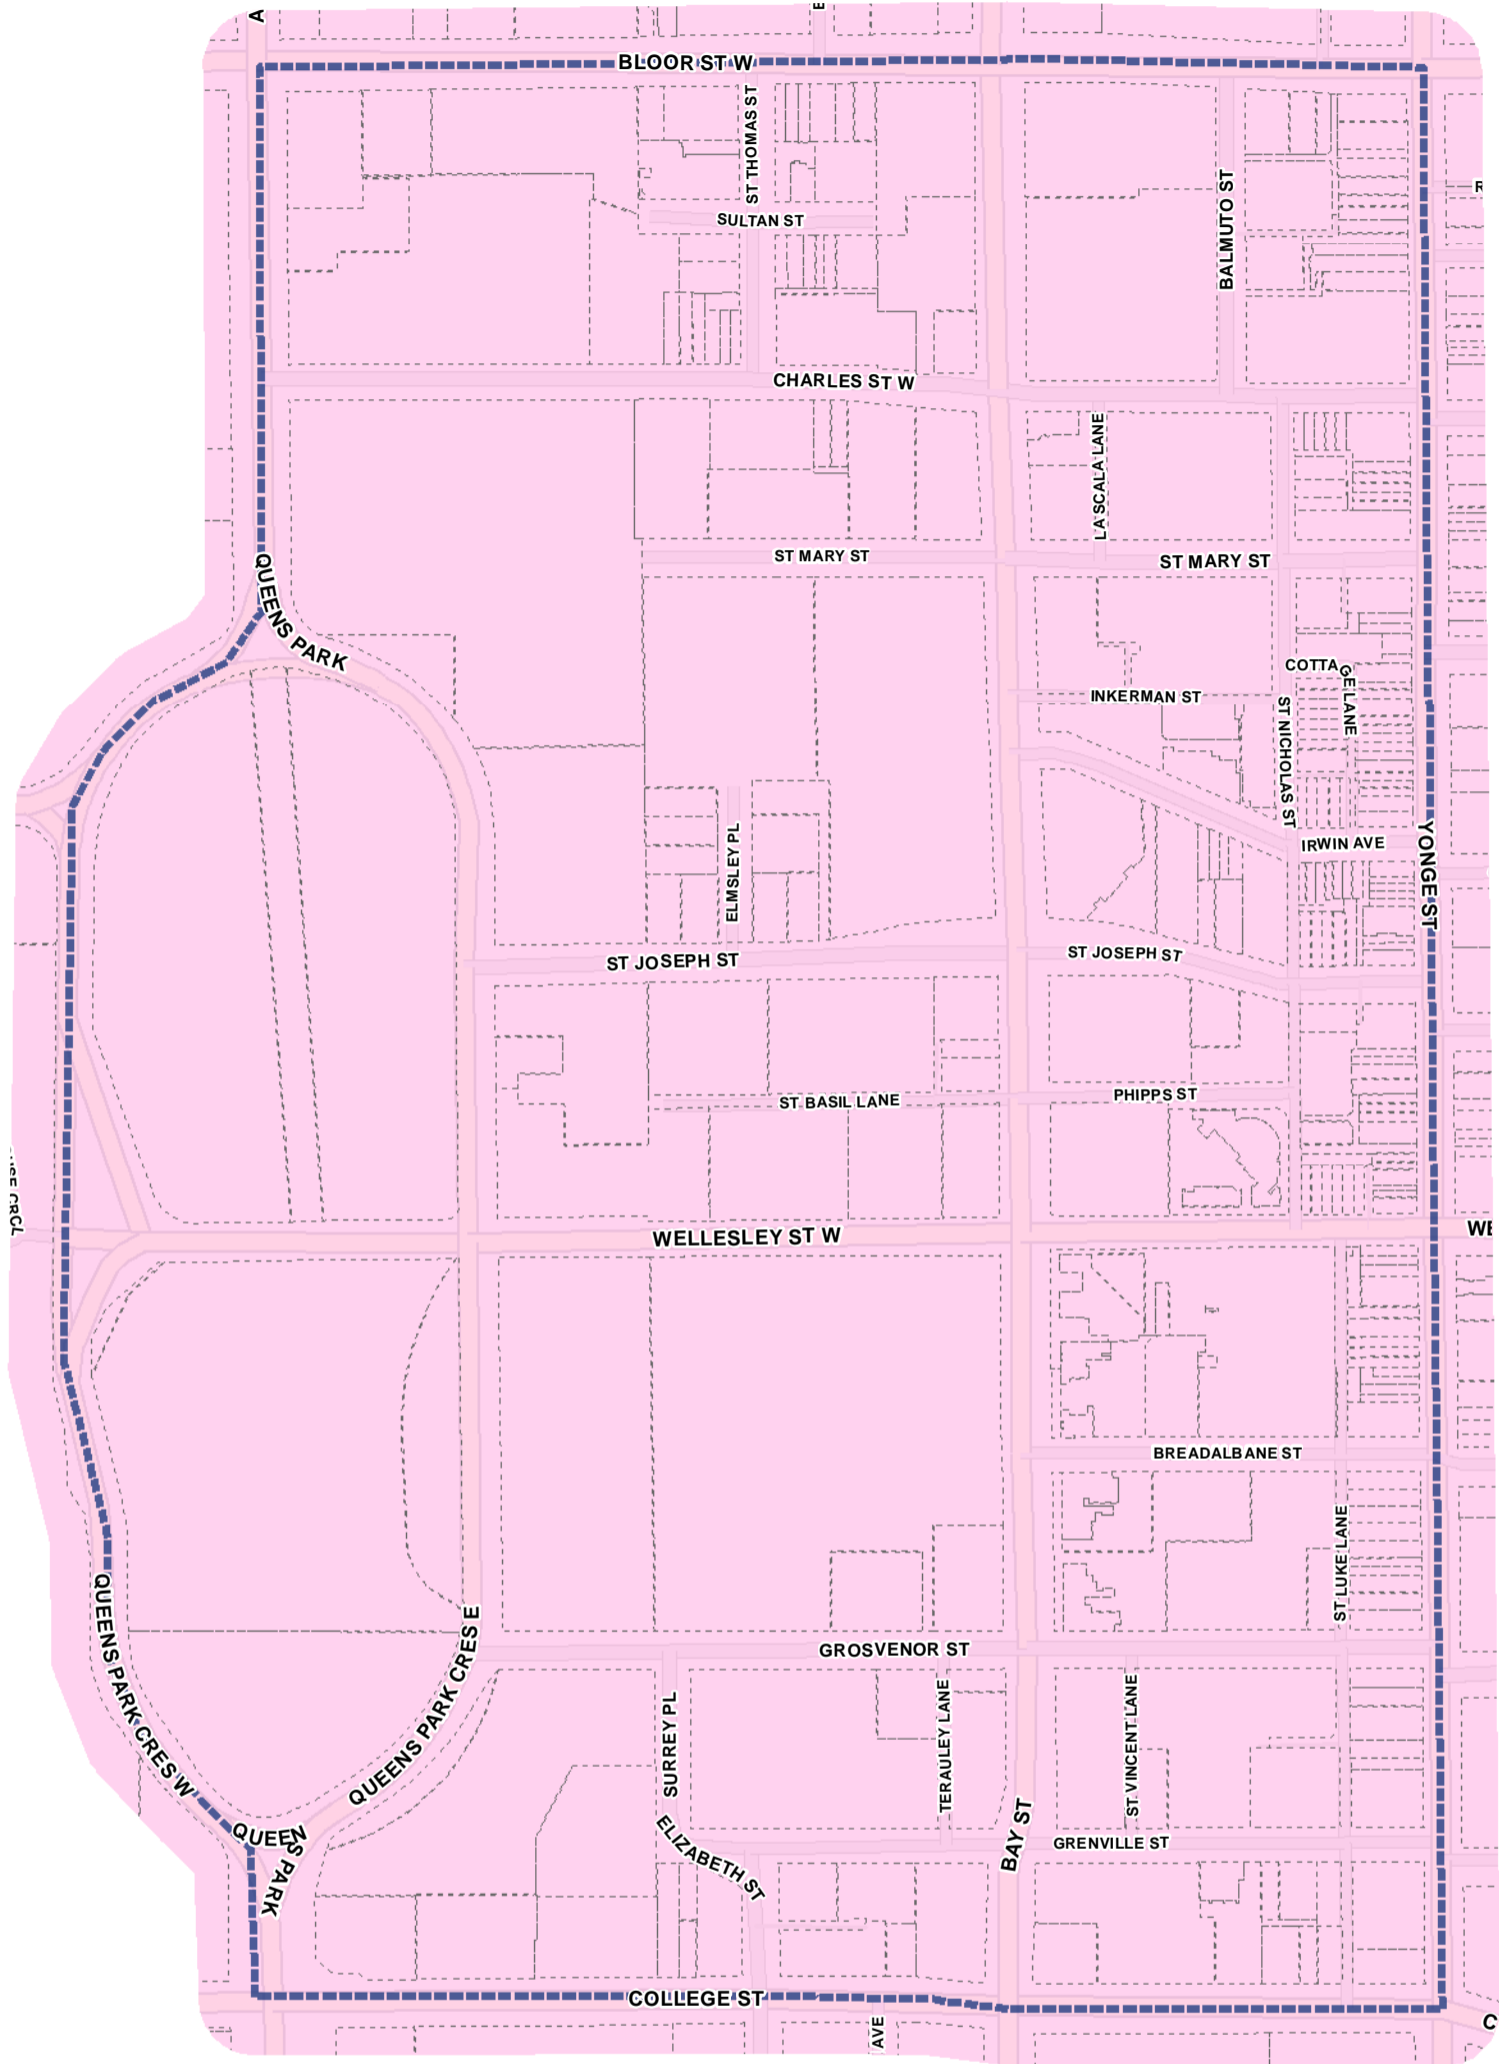 A
E
BLOOR ST W
ST THOMAS ST
SULTAN ST
BALMUTO ST
R
CHARLES ST W
LA SCALA LANE
ST MARY ST
ST MARY ST
QUEENS PARK
COTTAGE LANE
INKERMAN ST
ST NICHOLAS ST
ELMSLEY PL
IRWIN AVE
YONGE ST
ST JOSEPH ST
ST JOSEPH ST
ST BASIL LANE
PHIPPS ST
CRCL
WELLESLEY ST W
WE
BREADALBANE ST
ST LUKE LANE
QUEENS PARK CRES W
QUEENS PARK CRES E
GROSVENOR ST
SURREY PL
TERAULEY LANE
ST VINCENT LANE
BAY ST
QUEENS PARK
ELIZABETH ST
GRENVILLE ST
COLLEGE ST
AVE
C